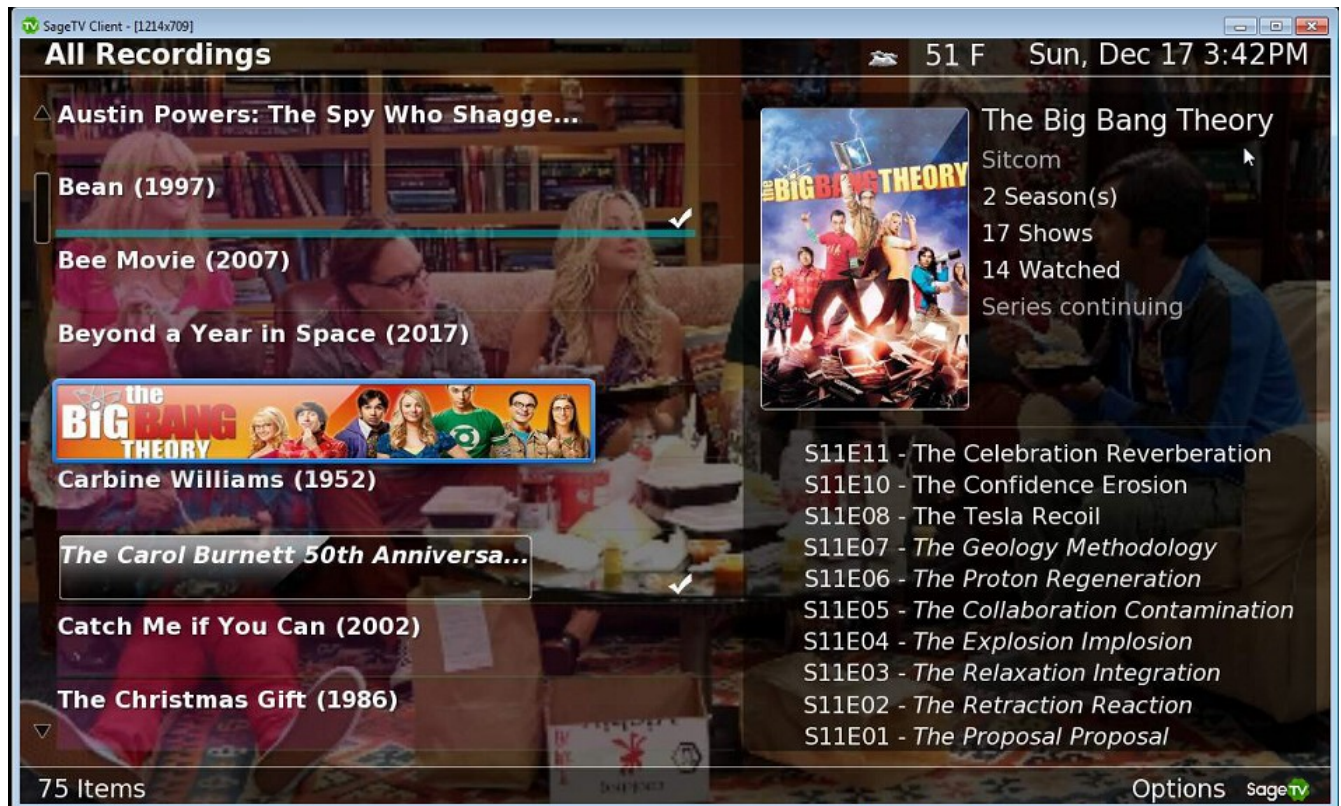 SageTV Client - [1214x709]
All Recordings
51 F
Sun, Dec 17 3:42PM
Austin Powers: The Spy Who Shagge...
Bean (1997)
Bee Movie (2007)
Beyond a Year in Space (2017)
the
BiG BANG
THEORY
Carbine Williams (1952)
The Carol Burnett 50th Anniversa...
Catch Me if You Can (2002)
The Christmas Gift (1986)
the BiG BANG THEORY
The Big Bang Theory
Sitcom
2 Season(s)
17 Shows
14 Watched
Series continuing
S11E11 - The Celebration Reverberation
S11E10 - The Confidence Erosion
S11E08 - The Tesla Recoil
S11E07 - The Geology Methodology
S11E06 - The Proton Regeneration
S11E05 - The Collaboration Contamination
S11E04 - The Explosion Implosion
S11E03 - The Relaxation Integration
S11E02 - The Retraction Reaction
S11E01 - The Proposal Proposal
75 Items
Options
SageTV